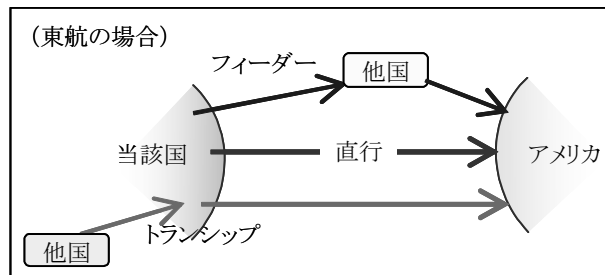 （東航の場合）
フィーダー
他国
当該国
直行
アメリカ
トランシップ
他国